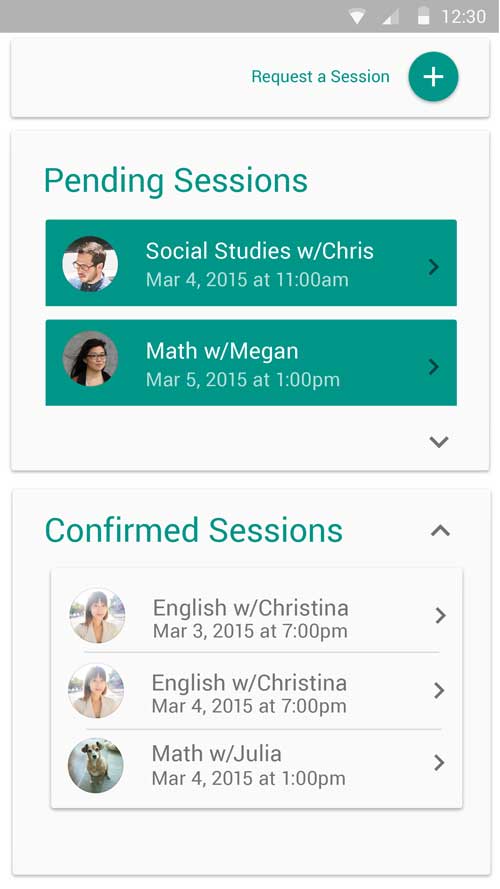 12:30
Request a Session
Pending Sessions
Social Studies w/Chris
Mar 4, 2015 at 11:00am
Math w/Megan
Mar 5, 2015 at 1:00pm
Confirmed Sessions
English w/Christina
Mar 3, 2015 at 7:00pm
English w/Christina
Mar 4, 2015 at 7:00pm
Math w/Julia
Mar 4, 2015 at 1:00pm